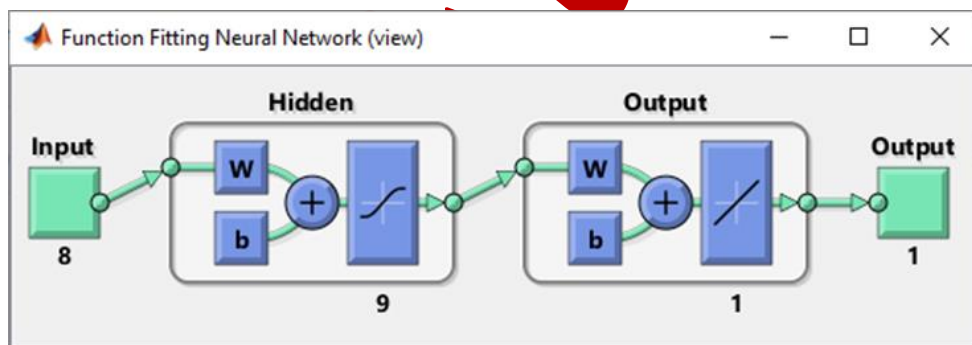 Function Fitting Neural Network (view)
Hidden
Output
Input
W
b
W
b
Output
8
9
1
1